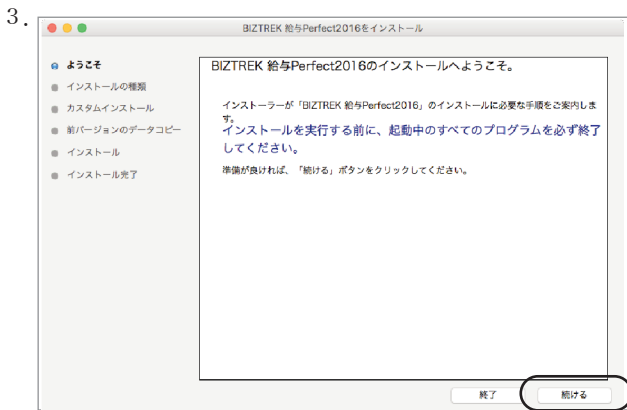 3.
BIZTREK 給与Perfect2016をインストール
ようこそ
インストールの種類
カスタムインストール
前バージョンのデータコピー
インストール
インストール完了
BIZTREK 給与Perfect2016のインストールへようこそ。
インストーラーが「BIZTREK 給与Perfect2016」のインストールに必要な手順をご案内しま
す。
インストールを実行する前に、起動中のすべてのプログラムを必ず終了
してください。
準備が良ければ、「続ける」ボタンをクリックしてください。
終了
続ける